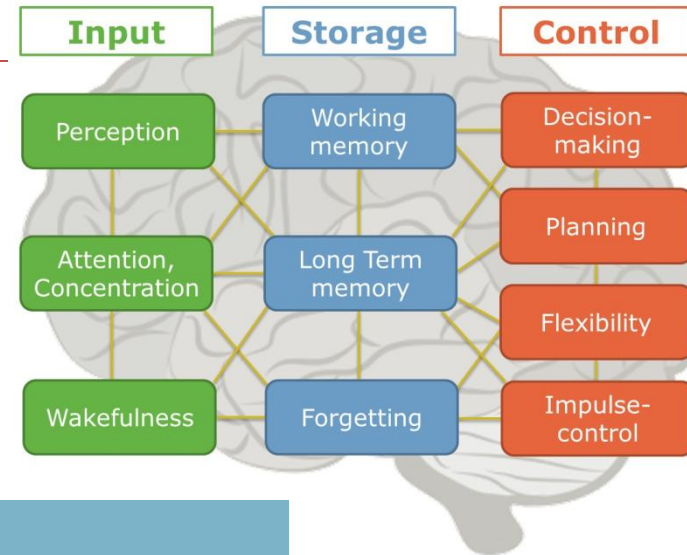 Input
Storage
Control
Perception
Working
memory
Decision-
making
Planning
Attention,
Concentration
Long Term
memory
Flexibility
Wakefulness
Forgetting
Impulse-
control